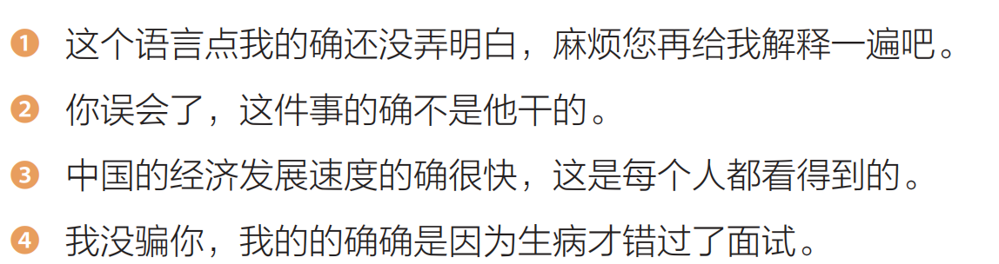 1 这个语言点我的确还没弄明白，麻烦您再给我解释一遍吧。
2 你误会了，这件事的确不是他干的。
3 中国的经济发展速度的确很快，这是每个人都看得到的。
4 我没骗你，我的的确确是因为生病才错过了面试。